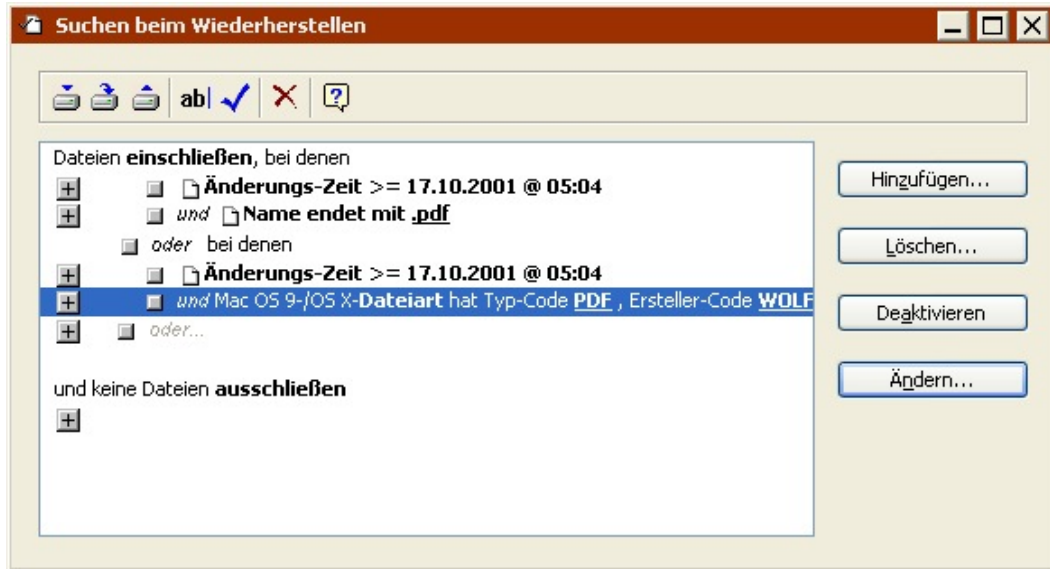 Suchen beim Wiederherstellen
ab
Dateien einschließen, bei denen
Änderungs-Zeit >= 17.10.2001 @ 05:04
und Name endet mit .pdf
oder bei denen
Änderungs-Zeit >= 17.10.2001 @ 05:04
und Mac OS 9-/OS X-Dateiart hat Typ-Code PDF , Ersteller-Code WOLF
oder...
und keine Dateien ausschließen
Hinzufügen...
Löschen...
Deaktivieren
Ändern...